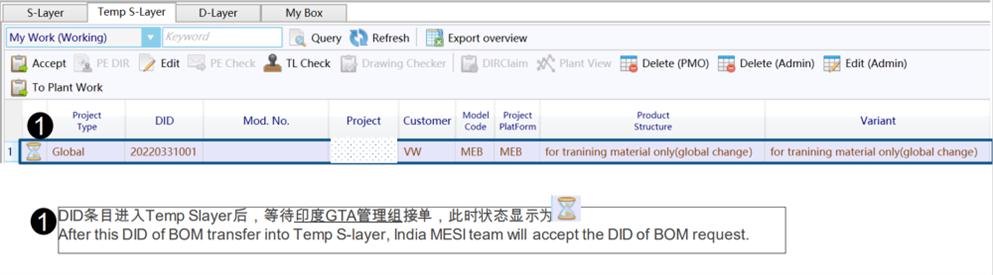 S-Layer Temp S-Layer D-Layer My Box
My Work (Working) Keyword Query Refresh Export overview
Accept PE DIR Edit PE Check TL Check Drawing Checker DIRClaim Plant View Delete (PMO) Delete (Admin) Edit (Admin)
To Plant Work
1 Project Type DID Mod. No. Project Customer Model Code Project PlatForm Product Structure Variant
1 Global 20220331001 VW MEB MEB for tranining material only(global change) for tranining material only(global change)
1 DID条目进入Temp Slayer后，等待印度GTA管理组接单，此时状态显示为
After this DID of BOM transfer into Temp S-layer, India MESI team will accept the DID of BOM request.